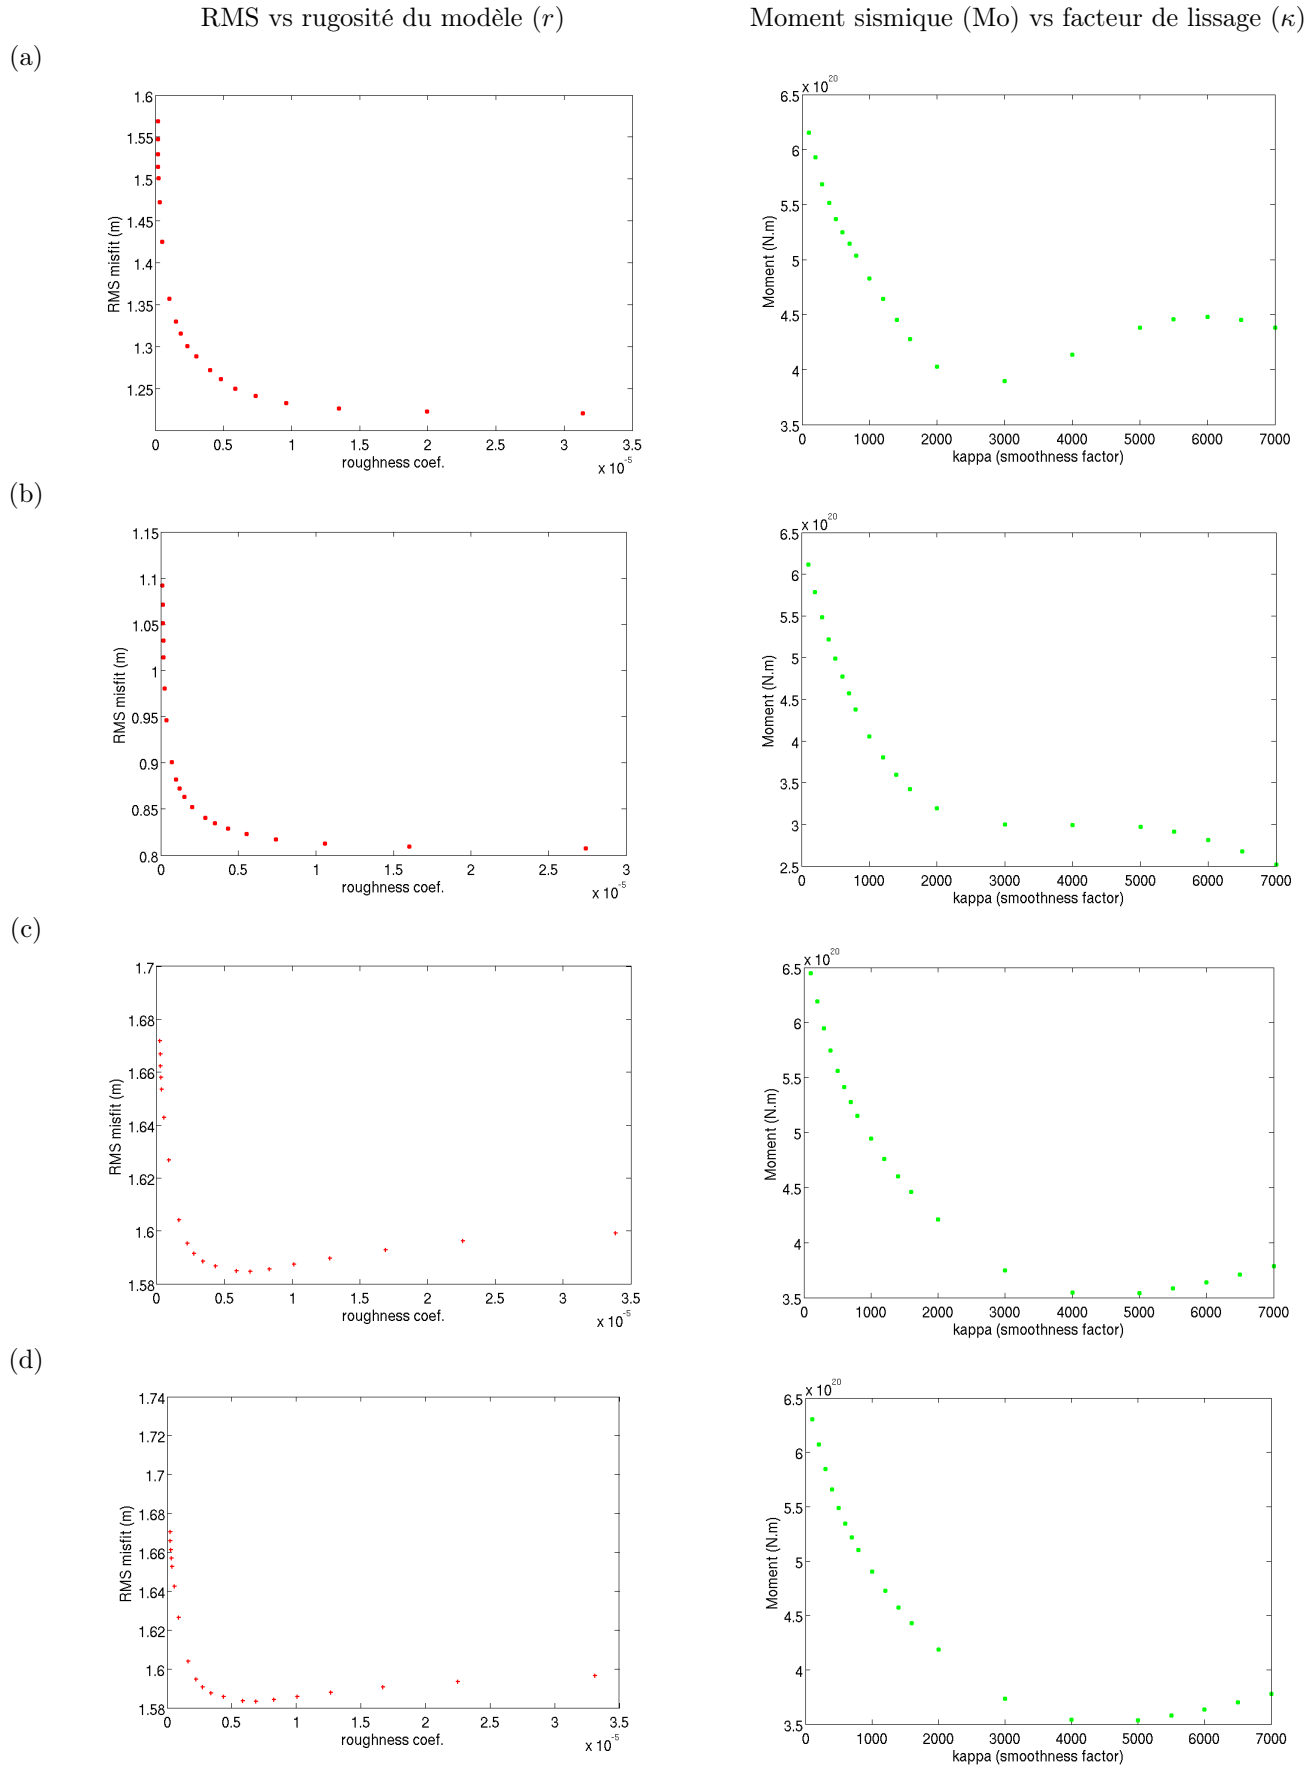 RMS vs rugosité du modèle (r)
Moment sismique (Mo) vs facteur de lissage (κ)
(a)
1.6
1.55
1.5
1.45
1.4
1.35
1.3
1.25
RMS misfit (m)
0 0.5 1 1.5 2 2.5 3 3.5
roughness coef.
x 10^-5
x 10^20
6.5
6
5.5
5
4.5
4
3.5
Moment (N.m)
0 1000 2000 3000 4000 5000 6000 7000
kappa (smoothness factor)
(b)
1.15
1.1
1.05
1
0.95
0.9
0.85
0.8
RMS misfit (m)
0 0.5 1 1.5 2 2.5 3
roughness coef.
x 10^-5
x 10^20
6.5
6
5.5
5
4.5
4
3.5
3
2.5
Moment (N.m)
0 1000 2000 3000 4000 5000 6000 7000
kappa (smoothness factor)
(c)
1.7
1.68
1.66
1.64
1.62
1.6
1.58
RMS misfit (m)
0 0.5 1 1.5 2 2.5 3 3.5
roughness coef.
x 10^-5
x 10^20
6.5
6
5.5
5
4.5
4
3.5
Moment (N.m)
0 1000 2000 3000 4000 5000 6000 7000
kappa (smoothness factor)
(d)
1.74
1.72
1.7
1.68
1.66
1.64
1.62
1.6
1.58
RMS misfit (m)
0 0.5 1 1.5 2 2.5 3 3.5
roughness coef.
x 10^-5
x 10^20
6.5
6
5.5
5
4.5
4
3.5
Moment (N.m)
0 1000 2000 3000 4000 5000 6000 7000
kappa (smoothness factor)